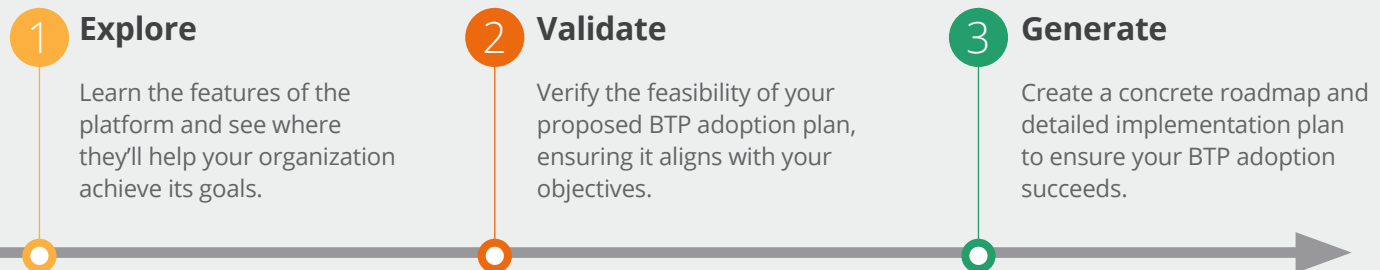 1
Explore
Learn the features of the
platform and see where
they’ll help your organization
achieve its goals.
2
Validate
Verify the feasibility of your
proposed BTP adoption plan,
ensuring it aligns with your
objectives.
3
Generate
Create a concrete roadmap and
detailed implementation plan
to ensure your BTP adoption
succeeds.